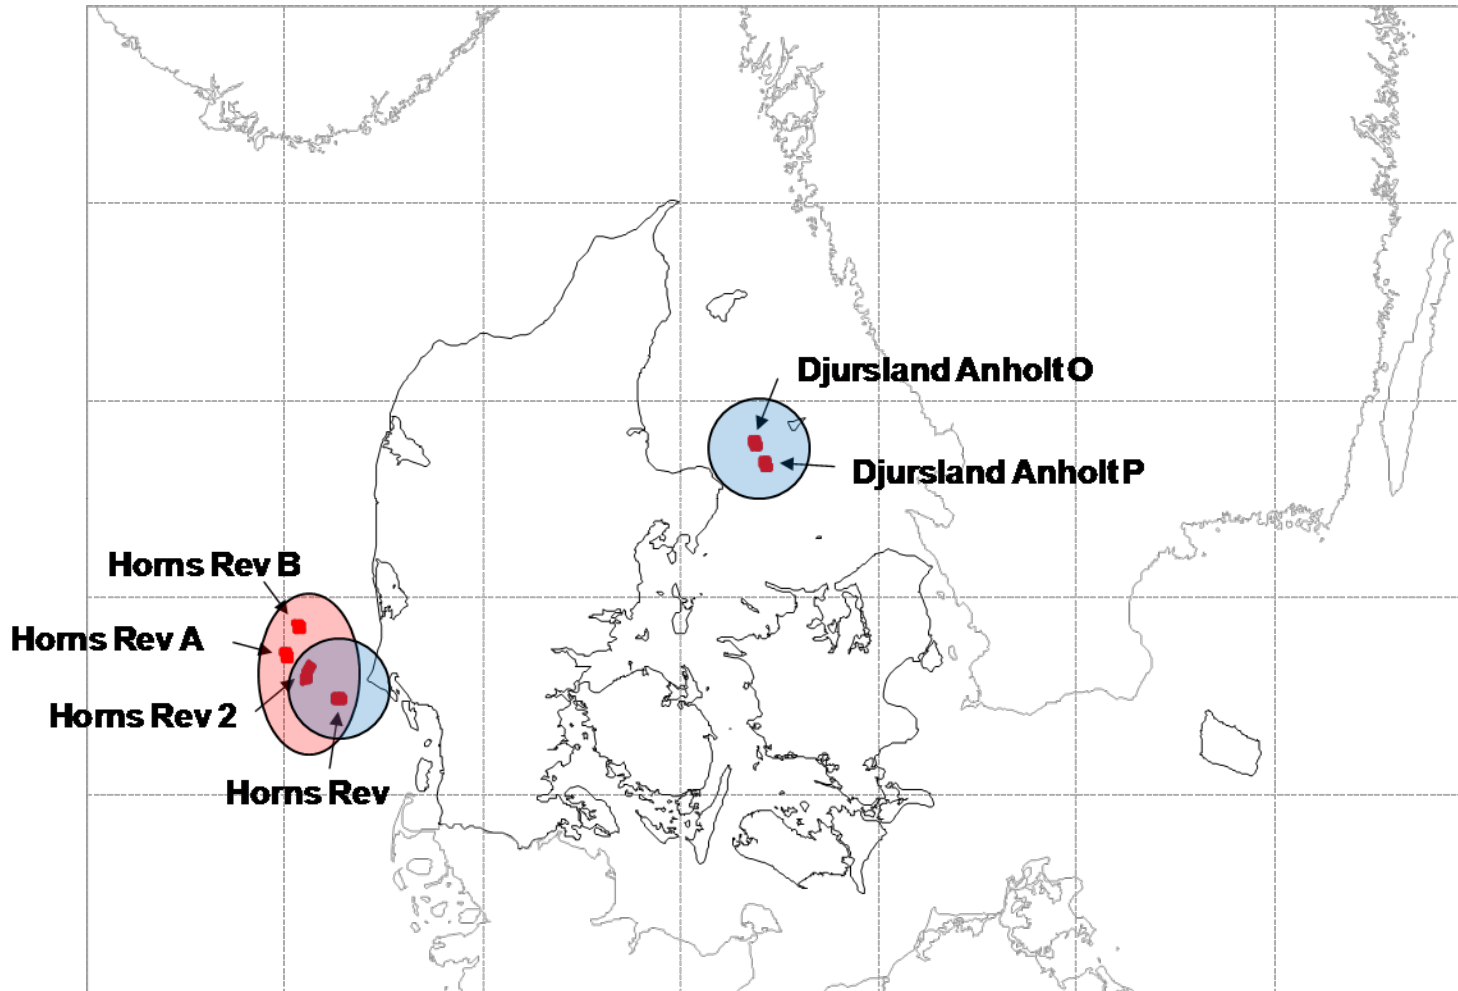 Djursland Anholt O
Djursland Anholt P
Horns Rev B
Horns Rev A
Horns Rev 2
Horns Rev